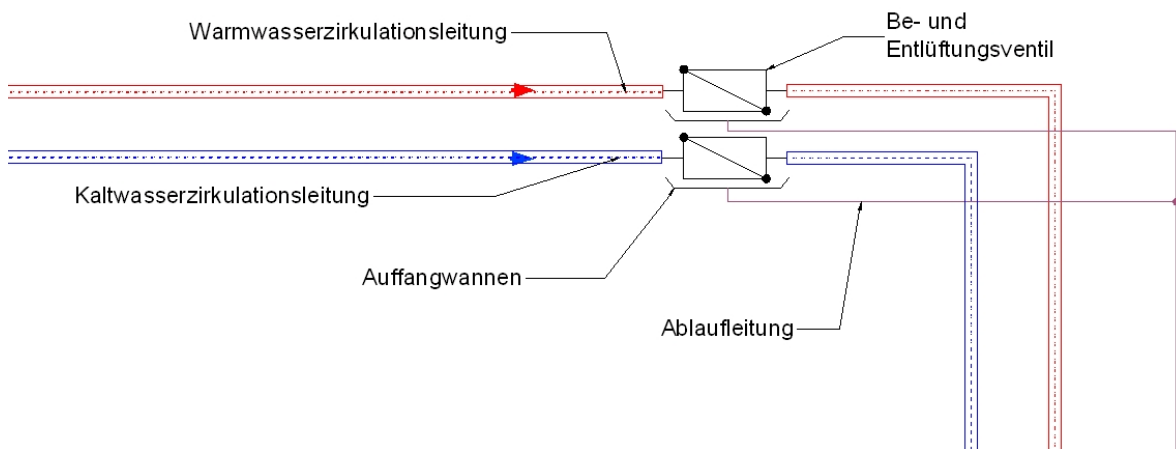 Warmwasserzirkulationsleitung
Be- und
Entlüftungsventil
Kaltwasserzirkulationsleitung
Auffangwannen
Ablaufleitung